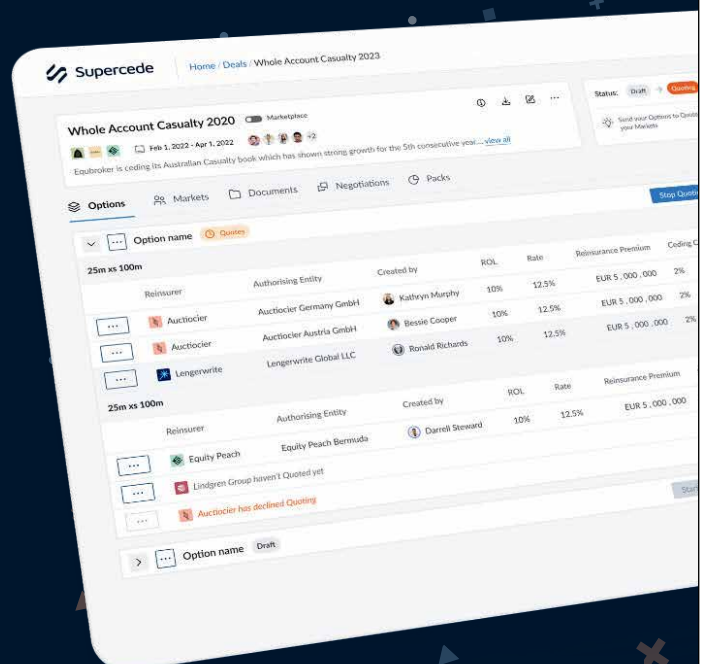 Supercede
Home / Deals / Whole Account Casualty 2023
Whole Account Casualty 2020 Marketplace
Feb 1, 2022 - Apr 1, 2022 +2
Equbroker is ceding its Australian Casualty book which has shown strong growth for the 5th consecutive year... view all
Status: Draft → Quoting
Send your Options to Quote
your Markets
Options Markets Documents Negotiations Packs
Stop Quoting
Option name Quotes
25m xs 100m
Reinsurer Authorising Entity Created by ROL Rate Reinsurance Premium Ceding C
Auctiocier Auctiocier Germany GmbH Kathryn Murphy 10% 12.5% EUR 5 , 000 , 000 2%
Auctiocier Auctiocier Austria GmbH Bessie Cooper 10% 12.5% EUR 5 , 000 , 000 2%
Lengerwrite Lengerwrite Global LLC Ronald Richards 10% 12.5% EUR 5 , 000 , 000 2%
25m xs 100m
Reinsurer Authorising Entity Created by ROL Rate Reinsurance Premium
Equity Peach Equity Peach Bermuda Darrell Steward 10% 12.5% EUR 5 , 000 , 000
Lindgren Group haven't Quoted yet
Auctiocier has declined Quoting
Option name Draft
Star